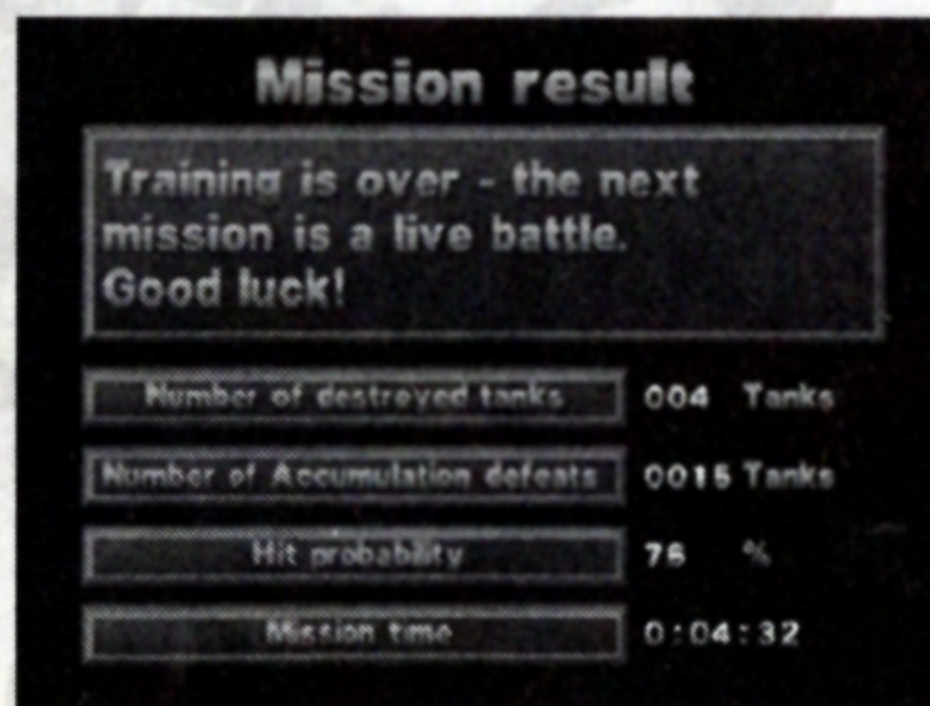 Mission result
Training is over - the next
mission is a live battle.
Good luck!
Number of destroyed tanks 004 Tanks
Number of Accumulation defeats 0015 Tanks
Hit probability %
Mission time 0:04:32